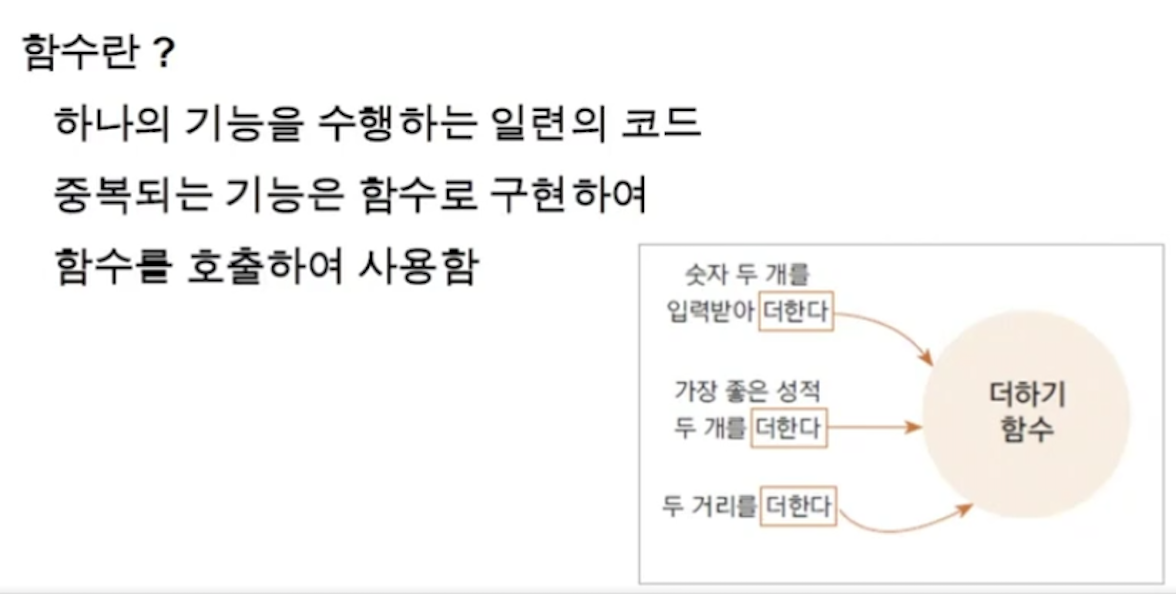 함수란 ?
하나의 기능을 수행하는 일련의 코드
중복되는 기능은 함수로 구현하여
함수를 호출하여 사용함
숫자 두 개를
입력받아 더한다
가장 좋은 성적
두 개를 더한다
두 거리를 더한다
더하기
함수